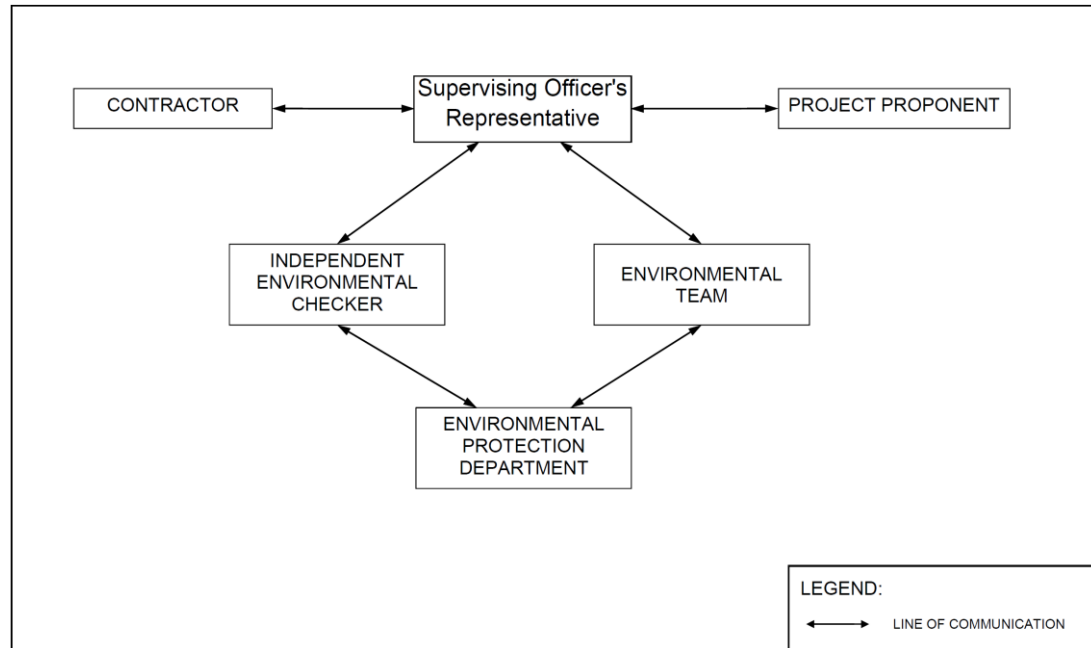 CONTRACTOR
Supervising Officer's
Representative
PROJECT PROPONENT
INDEPENDENT
ENVIRONMENTAL
CHECKER
ENVIRONMENTAL
TEAM
ENVIRONMENTAL
PROTECTION
DEPARTMENT
LEGEND:
LINE OF COMMUNICATION